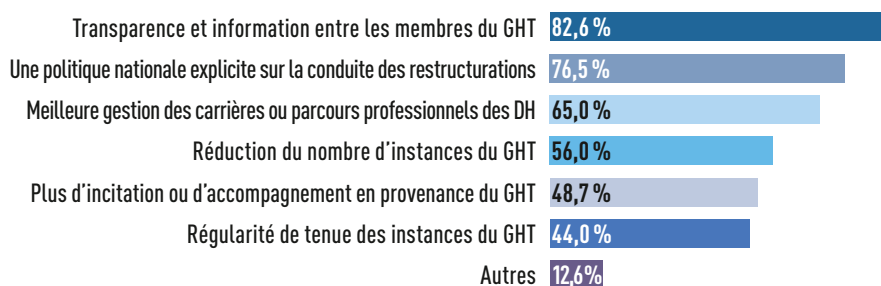 Transparence et information entre les membres du GHT 82,6 %
Une politique nationale explicite sur la conduite des restructurations 76,5 %
Meilleure gestion des carrières ou parcours professionnels des DH 65,0 %
Réduction du nombre d’instances du GHT 56,0 %
Plus d’incitation ou d’accompagnement en provenance du GHT 48,7 %
Régularité de tenue des instances du GHT 44,0 %
Autres 12,6%